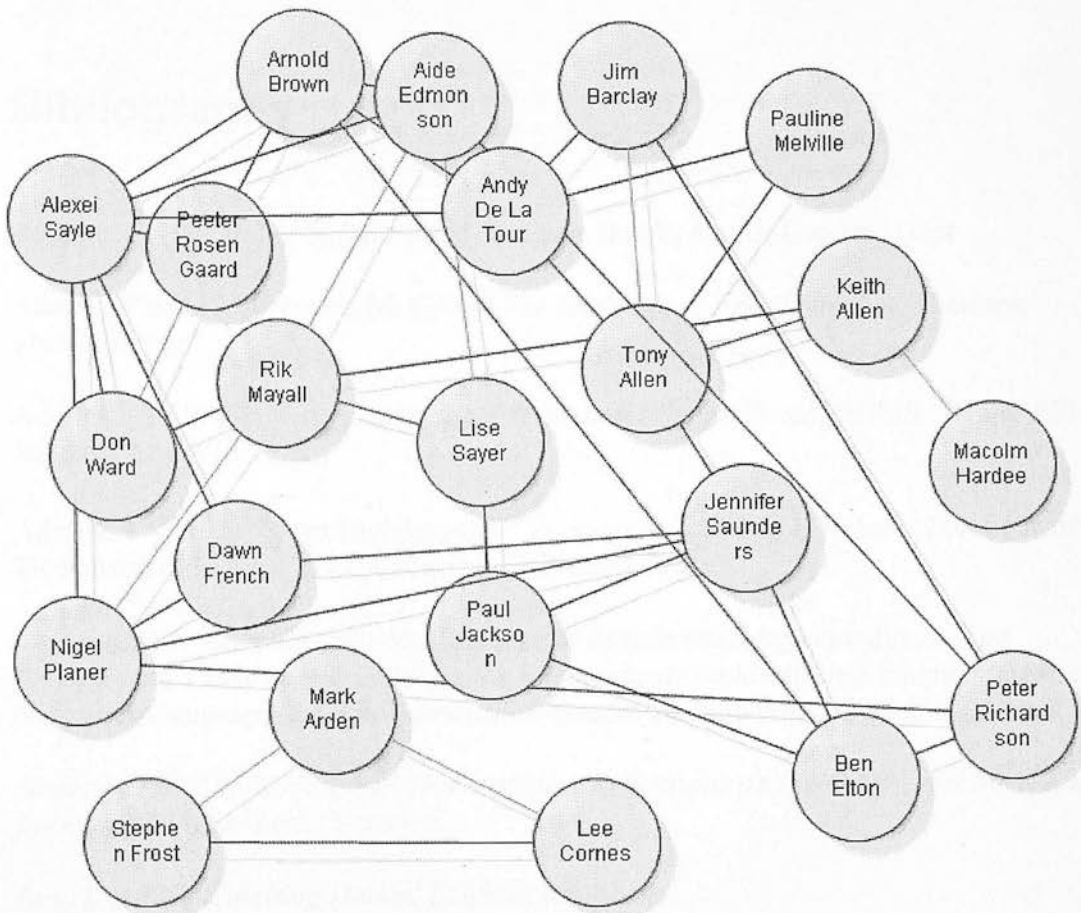 Arnold
Brown
Aide
Edmon
son
Jim
Barclay
Pauline
Melville
Alexei
Sayle
Peeter
Rosen
Gaard
Andy
De La
Tour
Keith
Allen
Rik
Mayall
Tony
Allen
Don
Ward
Lise
Sayer
Macolm
Hardee
Jennifer
Saunde
rs
Dawn
French
Paul
Jackso
n
Nigel
Planer
Mark
Arden
Peter
Richard
son
Ben
Elton
Stephe
n Frost
Lee
Cornes